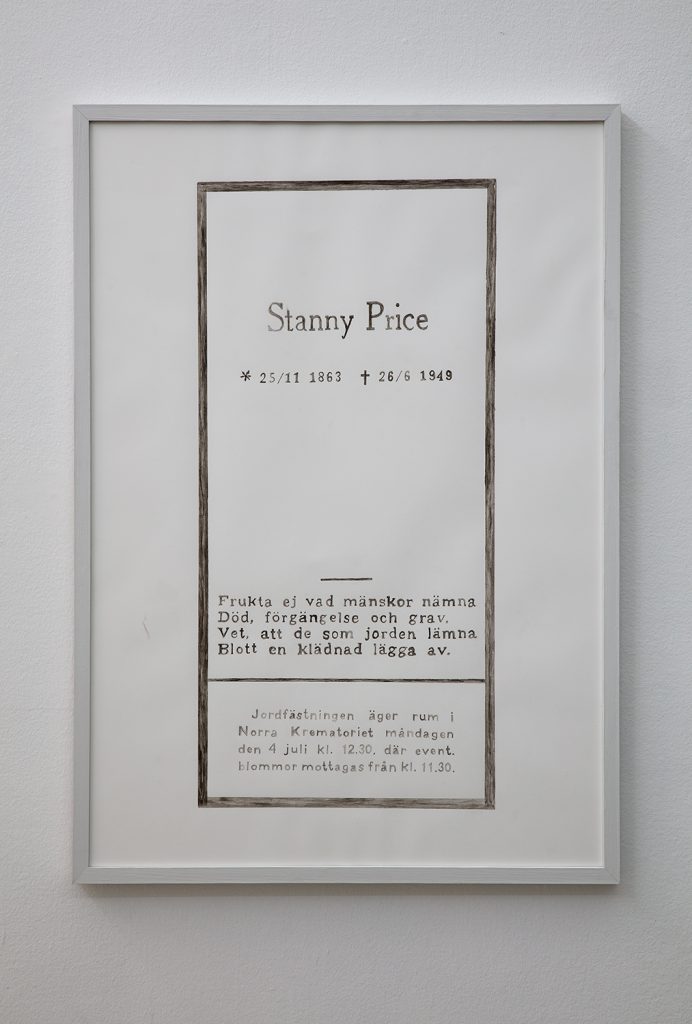 Stanny Price
* 25/11 1863 † 26/6 1949
Frukta ej vad mänskor nämna
Död, förgängelse och grav.
Vet, att de som jorden lämna
Blott en klädnad lägga av.
Jordfästningen äger rum i
Norra Krematoriet måndagen
den 4 juli kl. 12.30, där event.
blommor mottagas från kl. 11.30.